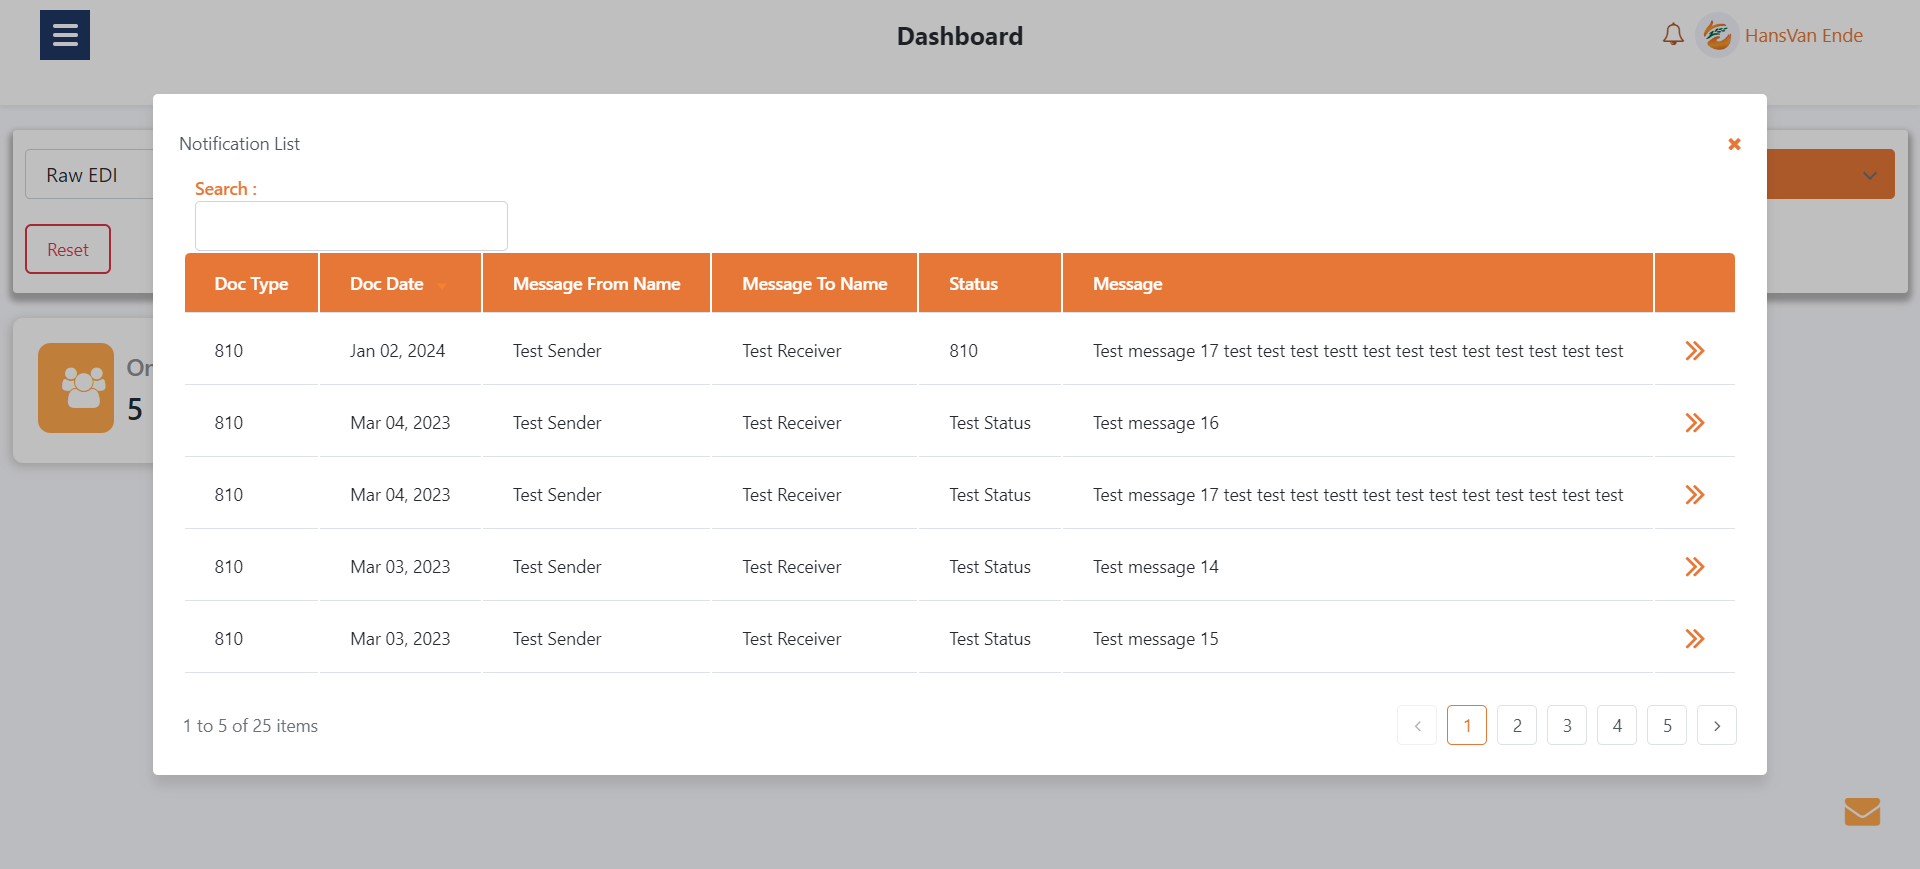 Dashboard
HansVan Ende
Notification List
Raw EDI
Search :
Reset
Doc Type Doc Date Message From Name Message To Name Status Message
810 Jan 02, 2024 Test Sender Test Receiver 810 Test message 17 test test test testt test test test test test test test test
Or
5
810 Mar 04, 2023 Test Sender Test Receiver Test Status Test message 16
810 Mar 04, 2023 Test Sender Test Receiver Test Status Test message 17 test test test testt test test test test test test test test
810 Mar 03, 2023 Test Sender Test Receiver Test Status Test message 14
810 Mar 03, 2023 Test Sender Test Receiver Test Status Test message 15
1 to 5 of 25 items
1 2 3 4 5